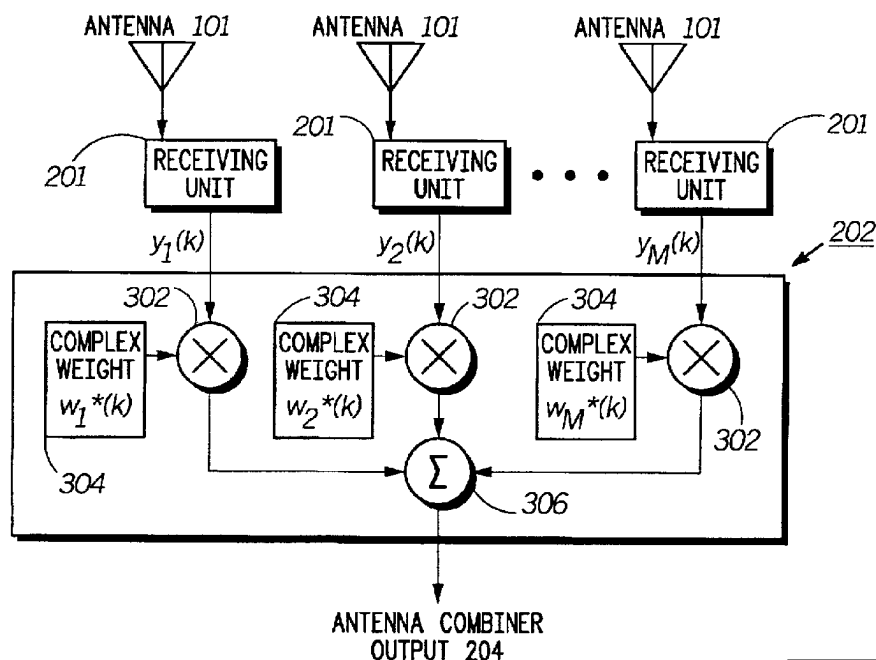 ANTENNA 101 ANTENNA 101 ANTENNA 101
201 RECEIVING UNIT
201 RECEIVING UNIT
• • •
RECEIVING UNIT 201
y1(k) y2(k) yM(k)
202
302 304 302 304
COMPLEX WEIGHT w1*(k)
COMPLEX WEIGHT w2*(k)
COMPLEX WEIGHT wM*(k)
302
304
Σ
306
ANTENNA COMBINER
OUTPUT 204